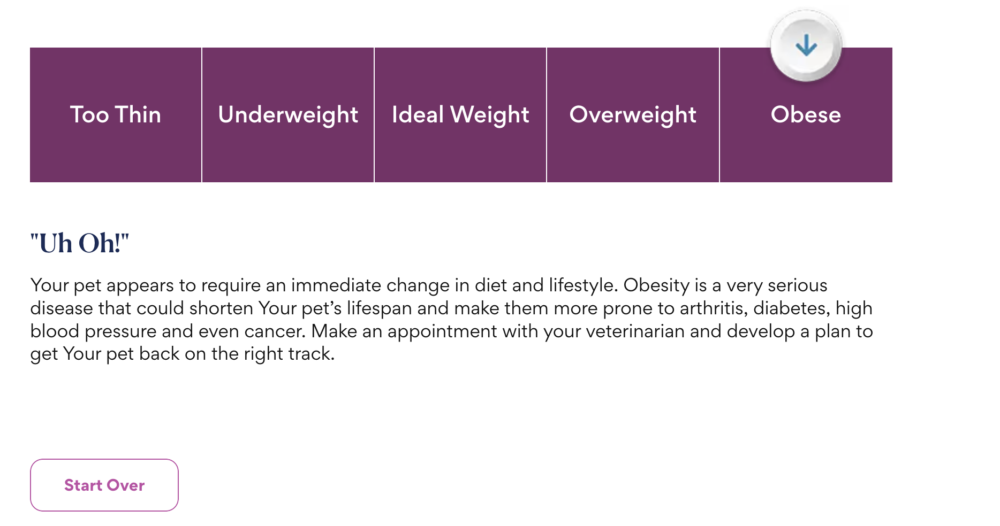 Too Thin
Underweight
Ideal Weight
Overweight
Obese
"Uh Oh!"
Your pet appears to require an immediate change in diet and lifestyle. Obesity is a very serious
disease that could shorten Your pet’s lifespan and make them more prone to arthritis, diabetes, high
blood pressure and even cancer. Make an appointment with your veterinarian and develop a plan to
get Your pet back on the right track.
Start Over